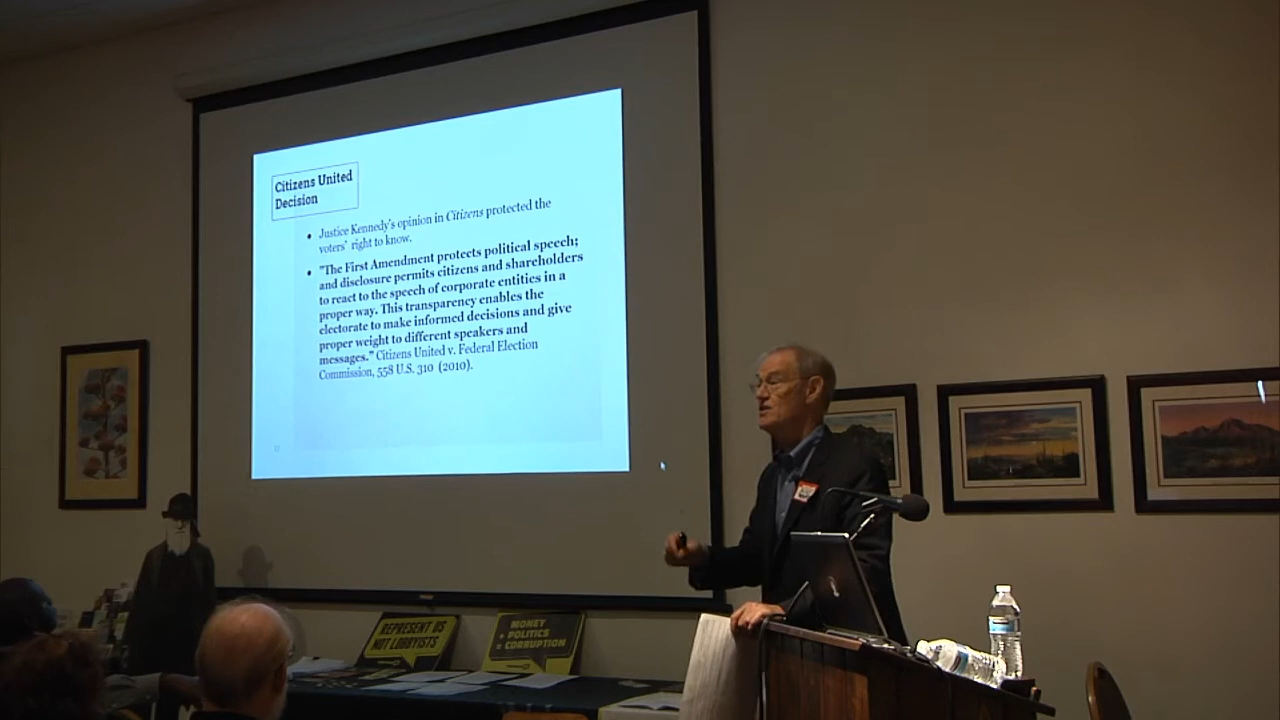 Citizens United
Decision
• Justice Kennedy's opinion in Citizens protected the
voters' right to know.
• "The First Amendment protects political speech;
and disclosure permits citizens and shareholders
to react to the speech of corporate entities in a
proper way. This transparency enables the
electorate to make informed decisions and give
proper weight to different speakers and
messages." Citizens United v. Federal Election
Commission, 558 U.S. 310 (2010).
REPRESENT US
NOT LOBBYISTS
MONEY
+ POLITICS
= CORRUPTION